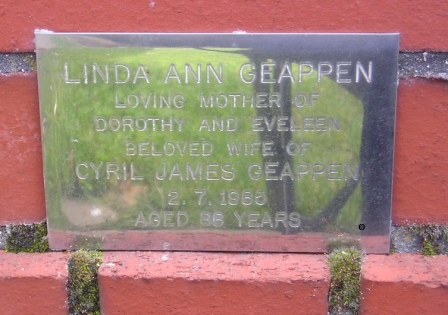 LINDA ANN GEAPPEN
LOVING MOTHER OF
DOROTHY AND EVELEEN
BELOVED WIFE OF
CYRIL JAMES GEAPPEN
2. 7. 1965
AGED 86 YEARS